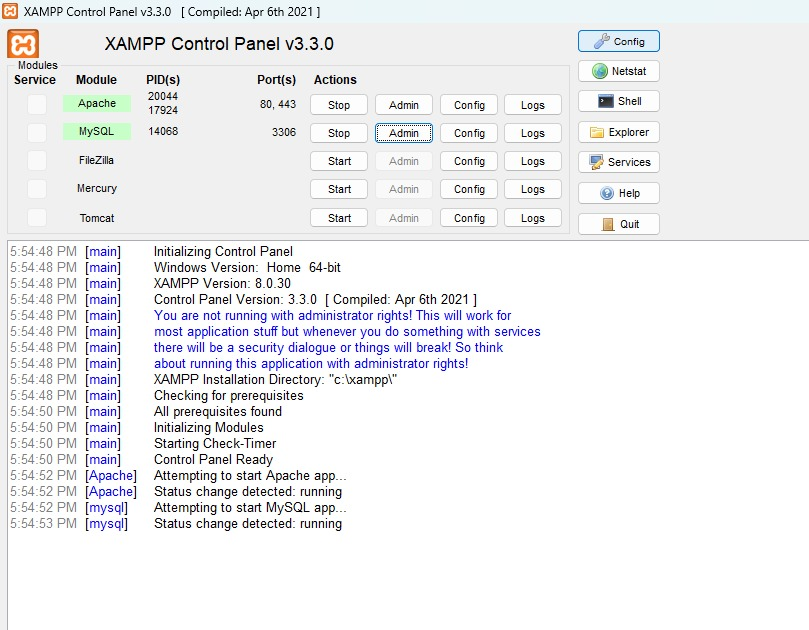 XAMPP Control Panel v3.3.0 [ Compiled: Apr 6th 2021 ]
XAMPP Control Panel v3.3.0
Config
Modules
Service Module PID(s) Port(s) Actions
Netstat
Apache 20044 17924 80, 443 Stop Admin Config Logs
Shell
MySQL 14068 3306 Stop Admin Config Logs
Explorer
FileZilla Start Admin Config Logs
Services
Mercury Start Admin Config Logs
Help
Tomcat Start Admin Config Logs
Quit
5:54:48 PM [main] Initializing Control Panel
5:54:48 PM [main] Windows Version: Home 64-bit
5:54:48 PM [main] XAMPP Version: 8.0.30
5:54:48 PM [main] Control Panel Version: 3.3.0 [ Compiled: Apr 6th 2021 ]
5:54:48 PM [main] You are not running with administrator rights! This will work for
5:54:48 PM [main] most application stuff but whenever you do something with services
5:54:48 PM [main] there will be a security dialogue or things will break! So think
5:54:48 PM [main] about running this application with administrator rights!
5:54:48 PM [main] XAMPP Installation Directory: "c:\xampp\"
5:54:48 PM [main] Checking for prerequisites
5:54:50 PM [main] All prerequisites found
5:54:50 PM [main] Initializing Modules
5:54:50 PM [main] Starting Check-Timer
5:54:50 PM [main] Control Panel Ready
5:54:52 PM [Apache] Attempting to start Apache app...
5:54:52 PM [Apache] Status change detected: running
5:54:52 PM [mysql] Attempting to start MySQL app...
5:54:53 PM [mysql] Status change detected: running